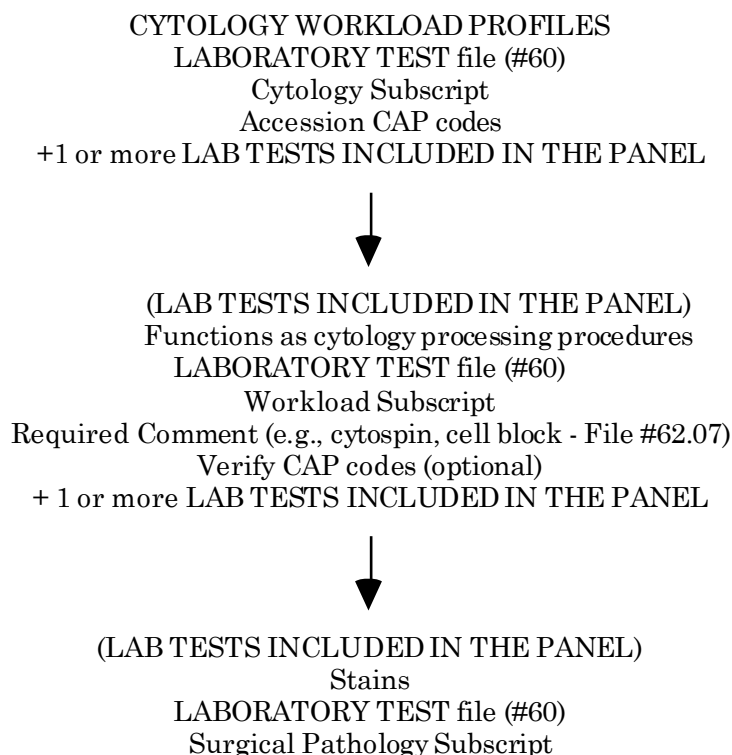 CYTOLOGY WORKLOAD PROFILES
LABORATORY TEST file (#60)
Cytology Subscript
Accession CAP codes
+1 or more LAB TESTS INCLUDED IN THE PANEL
(LAB TESTS INCLUDED IN THE PANEL)
Functions as cytology processing procedures
LABORATORY TEST file (#60)
Workload Subscript
Required Comment (e.g., cytospin, cell block - File #62.07)
Verify CAP codes (optional)
+ 1 or more LAB TESTS INCLUDED IN THE PANEL
(LAB TESTS INCLUDED IN THE PANEL)
Stains
LABORATORY TEST file (#60)
Surgical Pathology Subscript